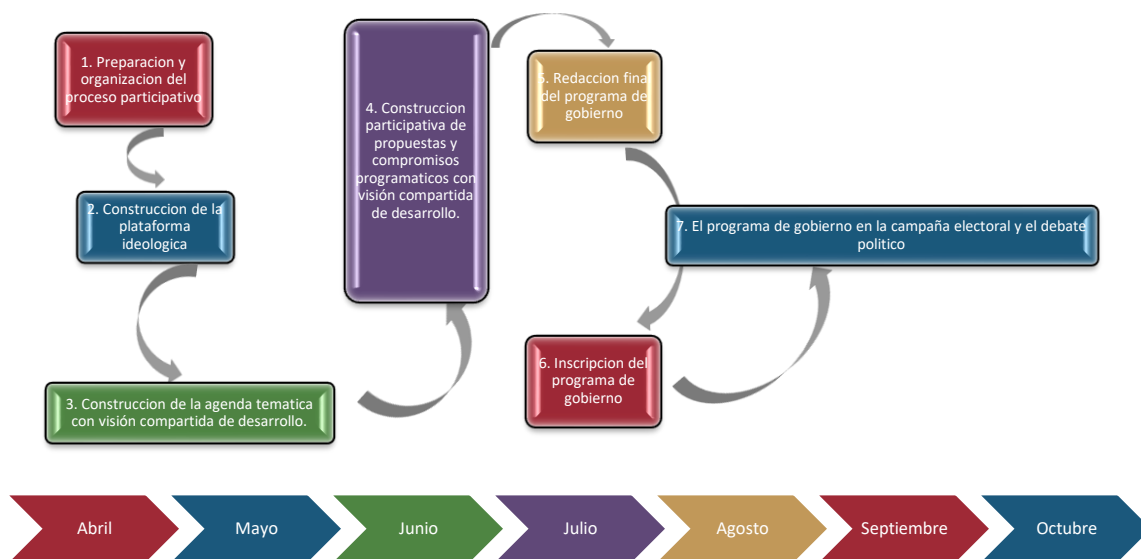 1. Preparacion y
organizacion del
proceso participativo
2. Construccion de la
plataforma
ideologica
3. Construccion de la agenda tematica
con visión compartida de desarrollo.
4. Construccion
participativa de
propuestas y
compromisos
programaticos con
visión compartida
de desarrollo.
5. Redaccion final
del programa de
gobierno
6. Inscripcion del
programa de
gobierno
7. El programa de gobierno en la campaña electoral y el debate
politico
Abril
Mayo
Junio
Julio
Agosto
Septiembre
Octubre